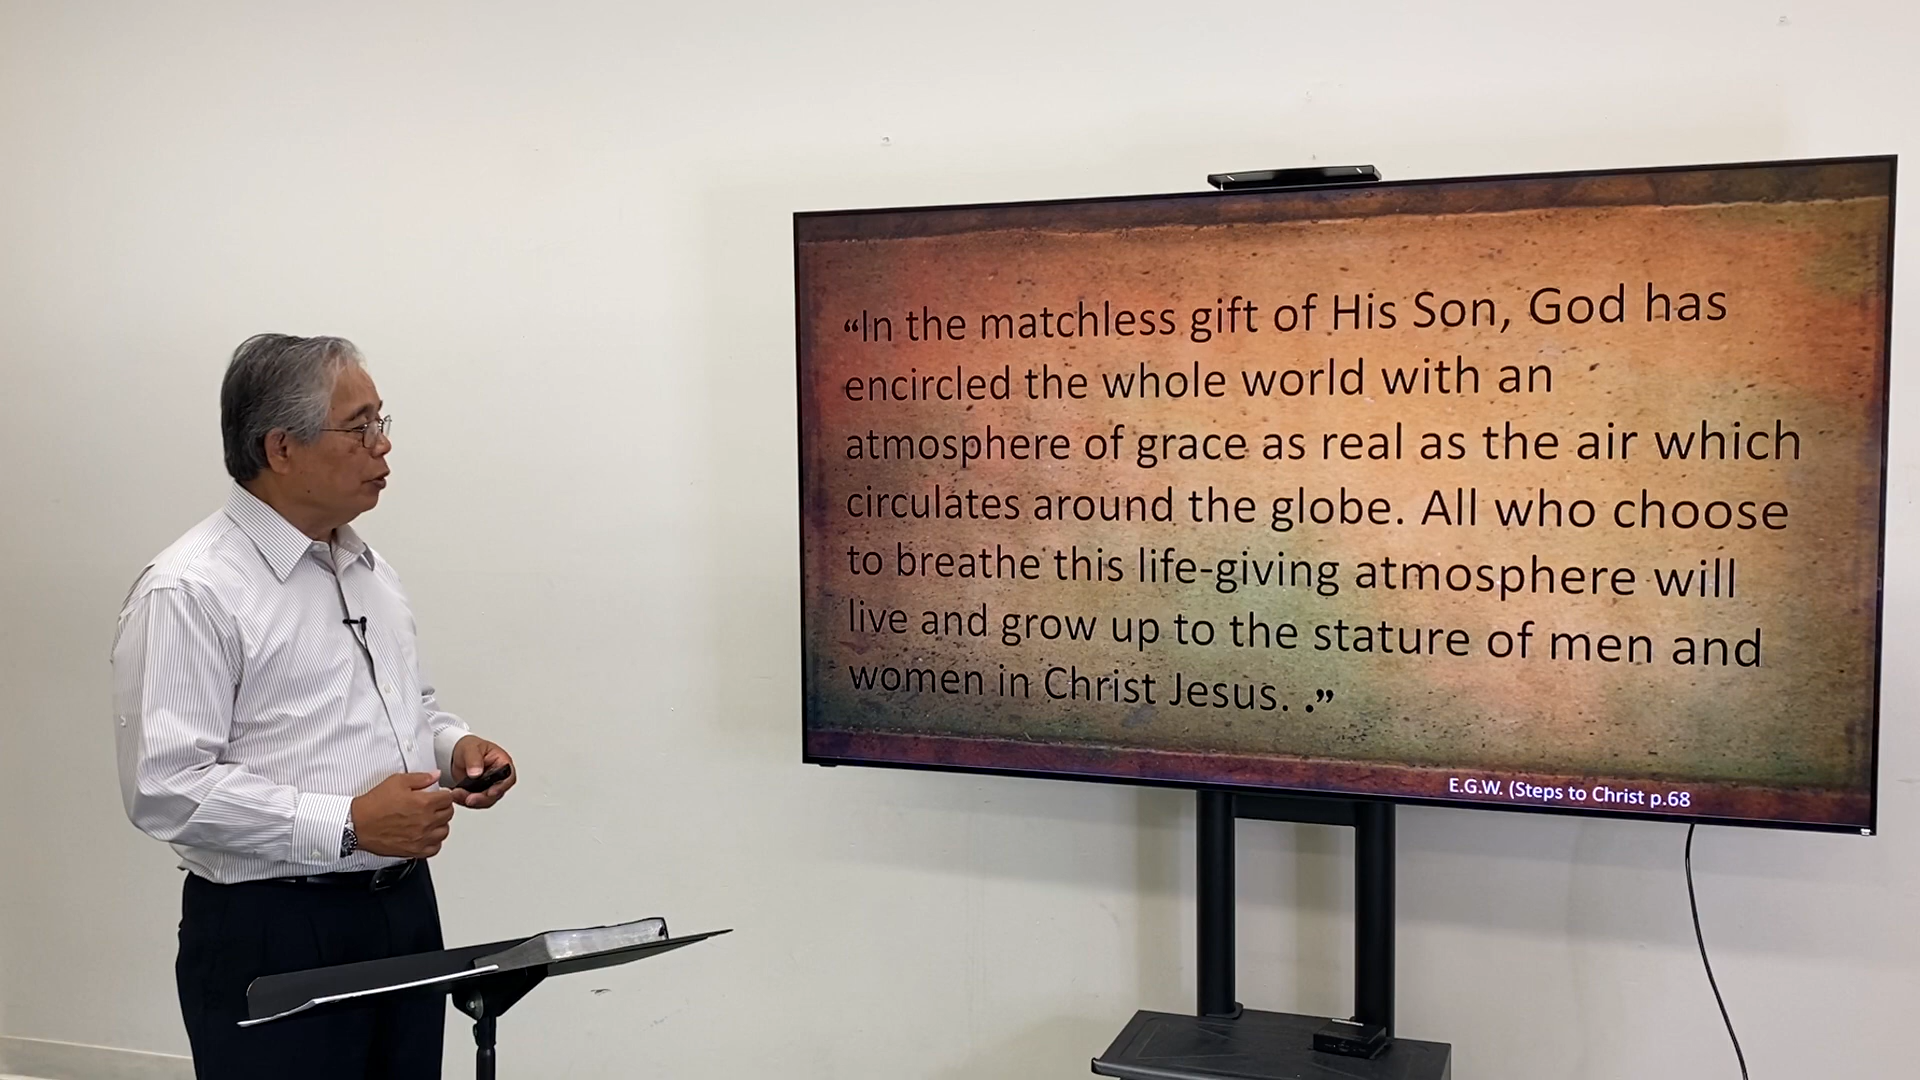 “In the matchless gift of His Son, God has
encircled the whole world with an
atmosphere of grace as real as the air which
circulates around the globe. All who choose
to breathe this life-giving atmosphere will
live and grow up to the stature of men and
women in Christ Jesus. .”
E.G.W. (Steps to Christ p.68